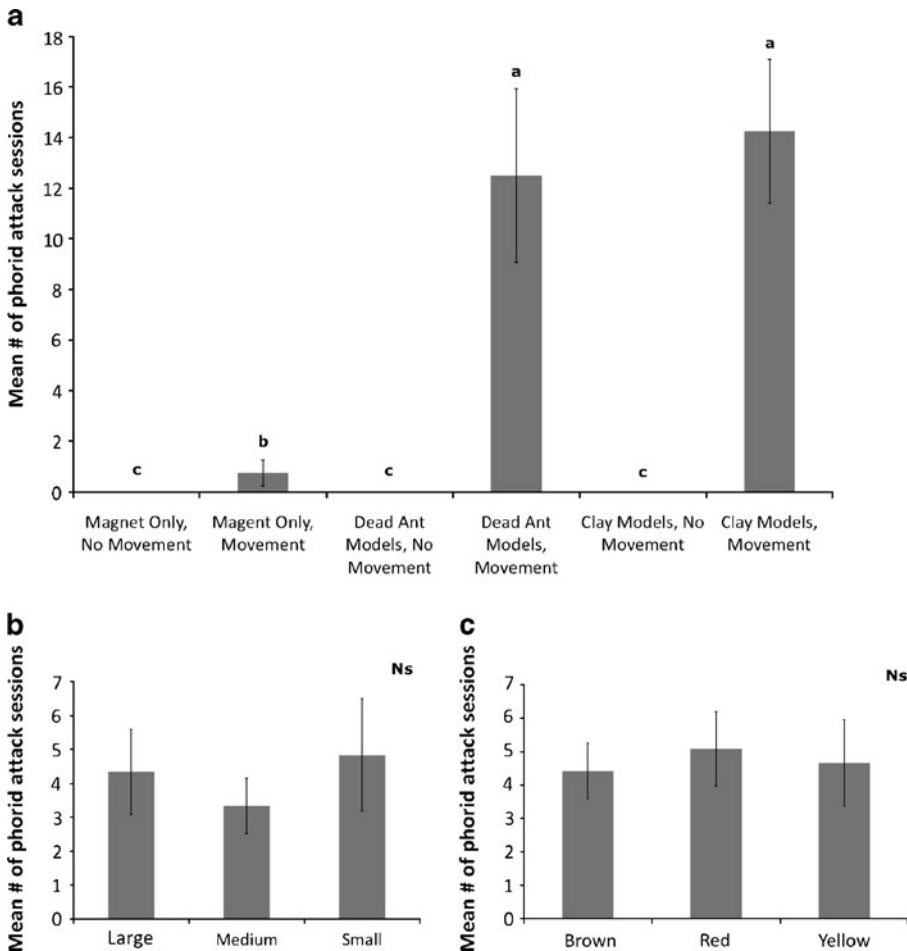 a
Mean # of phorid attack sessions
18
16
14
12
10
8
6
4
2
0
c
b
c
a
c
a
Magnet Only,
No Movement
Magent Only,
Movement
Dead Ant
Models, No
Movement
Dead Ant
Models,
Movement
Clay Models, No
Movement
Clay Models,
Movement
b
Mean # of phorid attack sessions
Ns
7
6
5
4
3
2
1
0
Large
Medium
Small
c
Mean # of phorid attack sessions
Ns
7
6
5
4
3
2
1
0
Brown
Red
Yellow